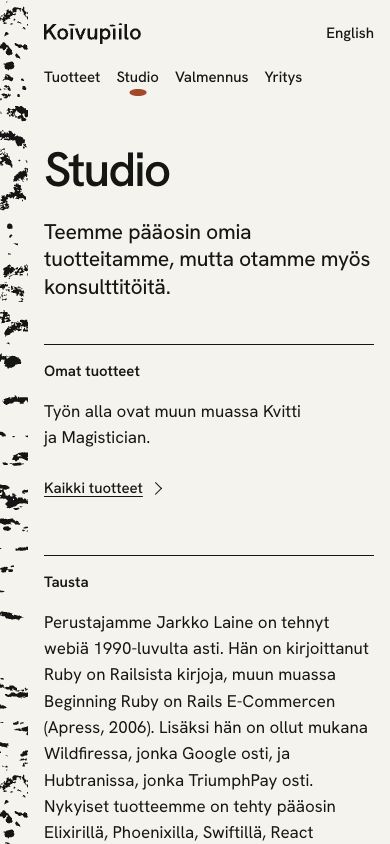 Koivupiilo
English
Tuotteet Studio Valmennus Yritys
Studio
Teemme pääosin omia
tuotteitamme, mutta otamme myös
konsulttitöitä.
Omat tuotteet
Työn alla ovat muun muassa Kvitti
ja Magistician.
Kaikki tuotteet
Tausta
Perustajamme Jarkko Laine on tehnyt
webiä 1990-luvulta asti. Hän on kirjoittanut
Ruby on Railsista kirjoja, muun muassa
Beginning Ruby on Rails E-Commercen
(Apress, 2006). Lisäksi hän on ollut mukana
Wildfiressa, jonka Google osti, ja
Hubtranissa, jonka TriumphPay osti.
Nykyiset tuotteemme on tehty pääosin
Elixirillä, Phoenixilla, Swiftillä, React